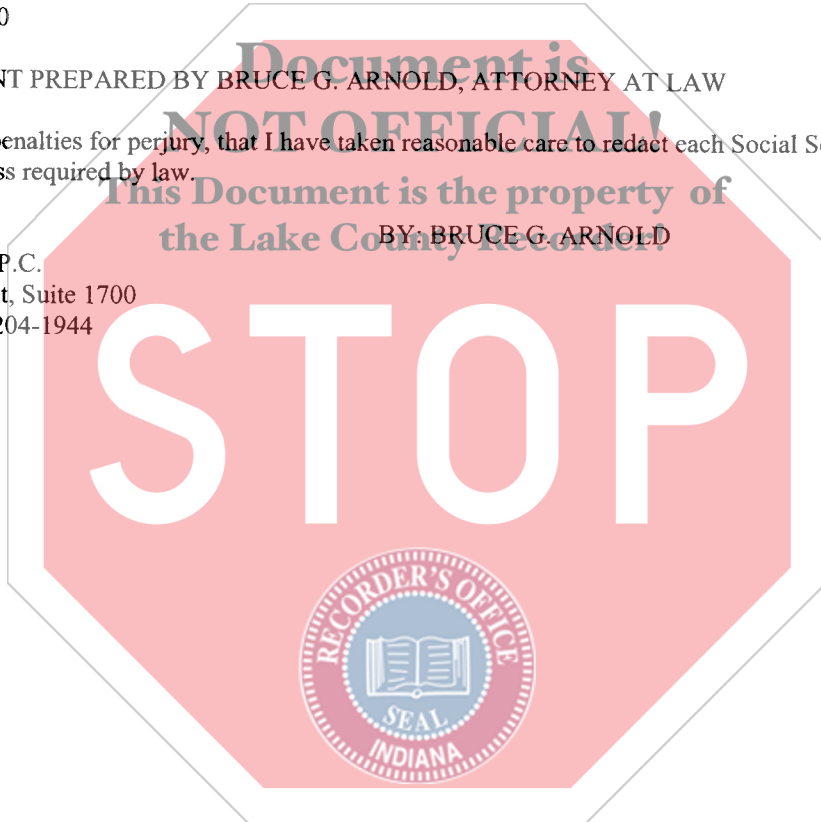 0
Document is
NT PREPARED BY BRUCE G. ARNOLD, ATTORNEY AT LAW
NOT OFFICIAL!
penalties for perjury, that I have taken reasonable care to redact each Social S
ss required by law.
This Document is the property of
the Lake County Recorder!
BY: BRUCE G. ARNOLD
P.C.
t, Suite 1700
204-1944
STOP
RECORDER'S OFFICE
SEAL
INDIANA